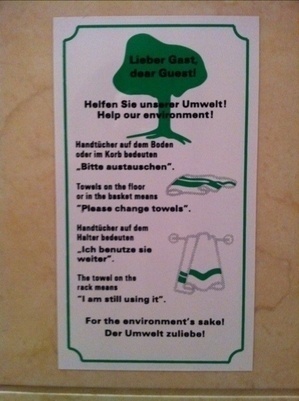 Lieber Gast,
dear Guest!
Helfen Sie unserer Umwelt!
Help our environment!
Handtücher auf dem Boden
oder im Korb bedeuten
„Bitte austauschen".
Towels on the floor
or in the basket means
"Please change towels".
Handtücher auf dem
Halter bedeuten
„Ich benutze sie
weiter".
The towel on the
rack means
"I am still using it".
For the environment's sake!
Der Umwelt zuliebe!